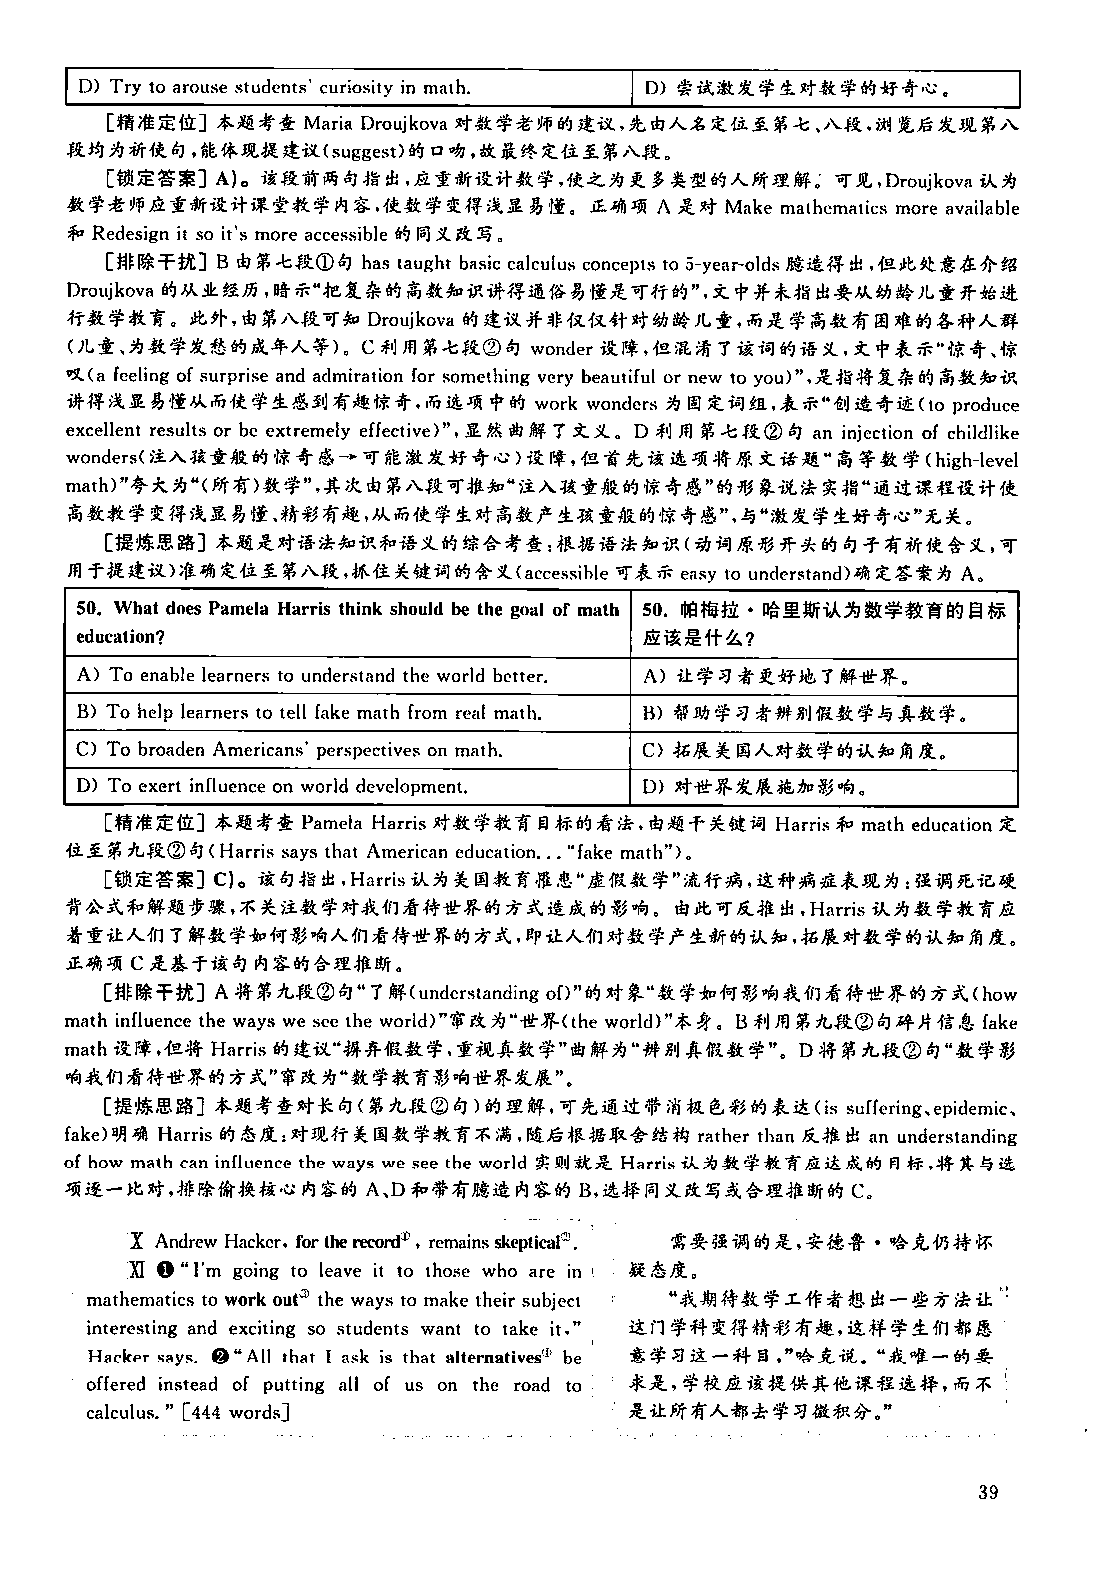 D) Try to arouse students' curiosity in math.
D) 尝试激发学生对数学的好奇心。
[精准定位] 本题考查 Maria Droujkova 对数学老师的建议,先由人名定位至第七、八段,浏览后发现第八
段均为祈使句,能体现提建议(suggest)的口吻,故最终定位至第八段。
[锁定答案] A)。该段前两句指出,应重新设计数学,使之为更多类型的人所理解。可见,Droujkova 认为
数学老师应重新设计课堂教学内容,使数学变得浅显易懂。正确项 A 是对 Make mathematics more available
和 Redesign it so it's more accessible 的同义改写。
[排除干扰] B 由第七段①句 has taught basic calculus concepts to 5-year-olds 臆造得出,但此处意在介绍
Droujkova 的从业经历,暗示“把复杂的高数知识讲得通俗易懂是可行的”,文中并未指出要从幼龄儿童开始进
行数学教育。此外,由第八段可知 Droujkova 的建议并非仅仅针对幼龄儿童,而是学高数有困难的各种人群
(儿童、为数学发愁的成年人等)。C 利用第七段②句 wonder 设障,但混淆了该词的语义,文中表示“惊奇、惊
叹(a feeling of surprise and admiration for something very beautiful or new to you)”,是指将复杂的高数知识
讲得浅显易懂从而使学生感到有趣惊奇,而选项中的 work wonders 为固定词组,表示“创造奇迹(to produce
excellent results or be extremely effective)”,显然曲解了文义。D 利用第七段②句 an injection of childlike
wonders(注入孩童般的惊奇感→可能激发好奇心)设障,但首先该选项将原文话题“高等数学(high-level
math)”夸大为“(所有)数学”,其次由第八段可推知“注入孩童般的惊奇感”的形象说法实指“通过课程设计使
高数教学变得浅显易懂、精彩有趣,从而使学生对高数产生孩童般的惊奇感”,与“激发学生好奇心”无关。
[提炼思路] 本题是对语法知识和语义的综合考查:根据语法知识(动词原形开头的句子有祈使含义,可
用于提建议)准确定位至第八段,抓住关键词的含义(accessible 可表示 easy to understand)确定答案为 A。
50. What does Pamela Harris think should be the goal of math
education?
50. 帕梅拉·哈里斯认为数学教育的目标
应该是什么?
A) To enable learners to understand the world better.
A) 让学习者更好地了解世界。
B) To help learners to tell fake math from real math.
B) 帮助学习者辨别假数学与真数学。
C) To broaden Americans' perspectives on math.
C) 拓展美国人对数学的认知角度。
D) To exert influence on world development.
D) 对世界发展施加影响。
[精准定位] 本题考查 Pamela Harris 对数学教育目标的看法,由题干关键词 Harris 和 math education 定
位至第九段②句(Harris says that American education... “fake math”)。
[锁定答案] C)。该句指出,Harris 认为美国教育罹患“虚假数学”流行病,这种病症表现为:强调死记硬
背公式和解题步骤,不关注数学对我们看待世界的方式造成的影响。由此可反推出,Harris 认为数学教育应
着重让人们了解数学如何影响人们看待世界的方式,即让人们对数学产生新的认知,拓展对数学的认知角度。
正确项 C 是基于该句内容的合理推断。
[排除干扰] A 将第九段②句“了解(understanding of)”的对象“数学如何影响我们看待世界的方式(how
math influence the ways we see the world)”窜改为“世界(the world)”本身。B 利用第九段②句碎片信息 fake
math 设障,但将 Harris 的建议“摒弃假数学,重视真数学”曲解为“辨别真假数学”。D 将第九段②句“数学影
响我们看待世界的方式”窜改为“数学教育影响世界发展”。
[提炼思路] 本题考查对长句(第九段②句)的理解,可先通过带消极色彩的表达(is suffering、epidemic、
fake)明确 Harris 的态度:对现行美国数学教育不满,随后根据取舍结构 rather than 反推出 an understanding
of how math can influence the ways we see the world 实则就是 Harris 认为数学教育应达成的目标,将其与选
项逐一比对,排除偷换核心内容的 A、D 和带有臆造内容的 B,选择同义改写或合理推断的 C。
Ⅹ Andrew Hacker, for the record①, remains skeptical②.
Ⅺ ❶“I'm going to leave it to those who are in
mathematics to work out③ the ways to make their subject
interesting and exciting so students want to take it,”
Hacker says. ❷“All that I ask is that alternatives④ be
offered instead of putting all of us on the road to
calculus.” [444 words]
需要强调的是,安德鲁·哈克仍持怀
疑态度。
“我期待数学工作者想出一些方法让
这门学科变得精彩有趣,这样学生们都愿
意学习这一科目,”哈克说。“我唯一的要
求是,学校应该提供其他课程选择,而不
是让所有人都去学习微积分。”
39